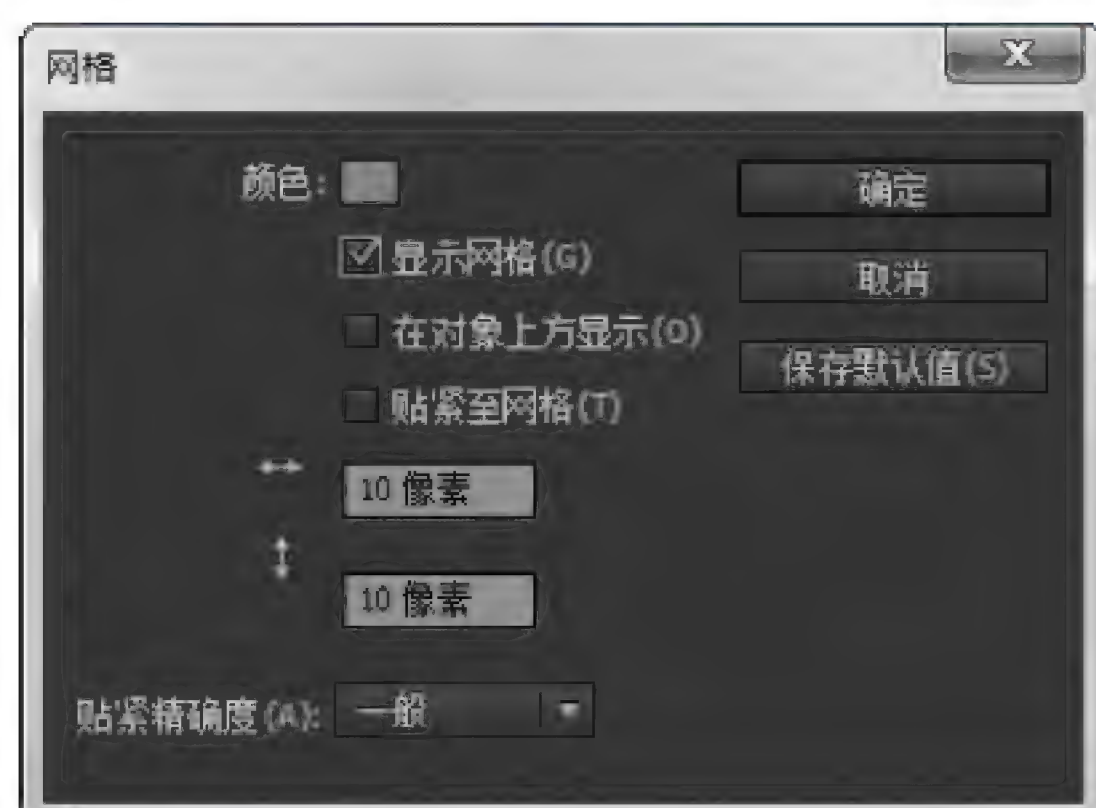 网格
颜色:
确定
显示网格(G)
取消
在对象上方显示(O)
保存默认值(S)
贴紧至网格(T)
10 像素
10 像素
贴紧精确度(A): 一般